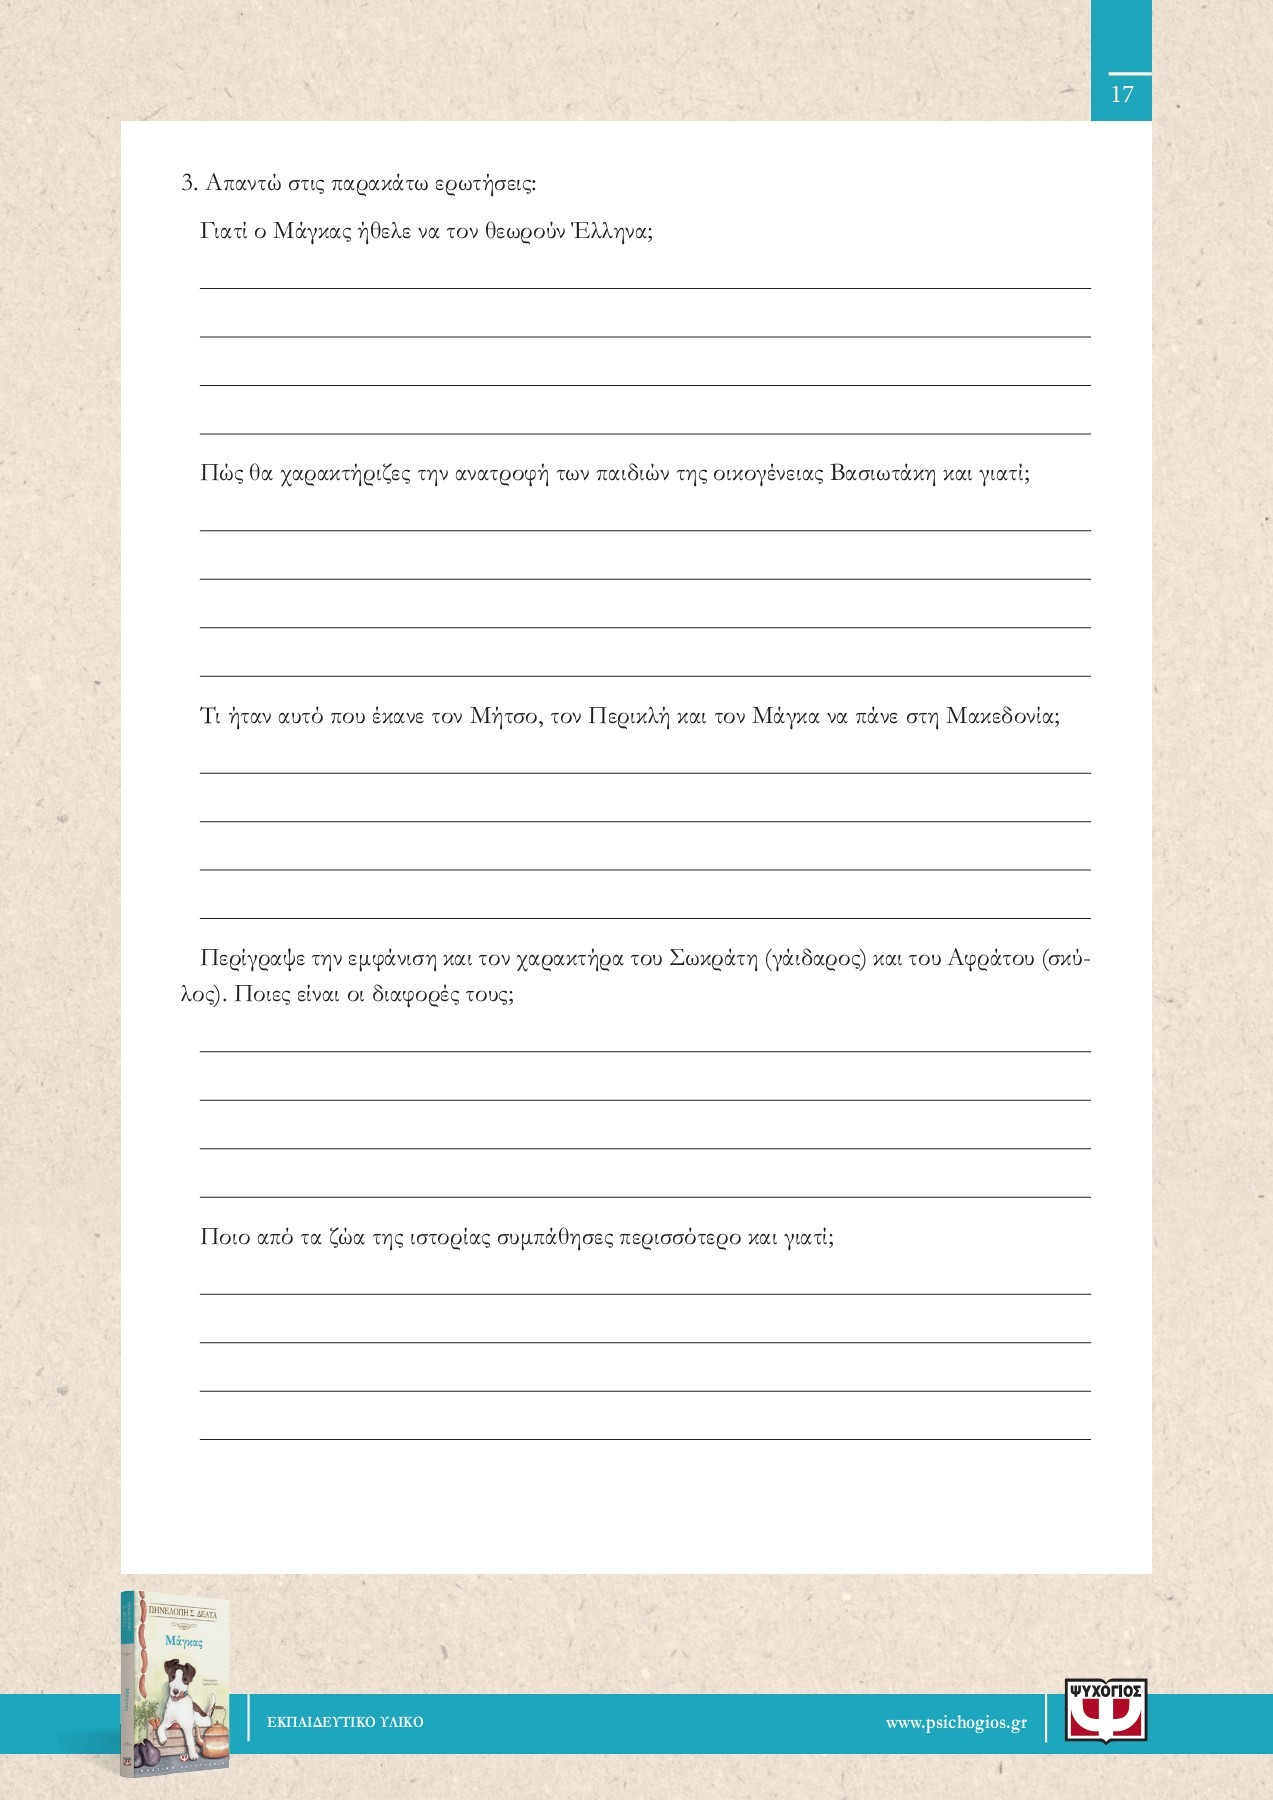 17
3. Απαντώ στις παρακάτω ερωτήσεις:
Γιατί ο Μάγκας ήθελε να τον θεωρούν Έλληνα;
Πώς θα χαρακτήριζες την ανατροφή των παιδιών της οικογένειας Βασιωτάκη και γιατί;
Τι ήταν αυτό που έκανε τον Μήτσο, τον Περικλή και τον Μάγκα να πάνε στη Μακεδονία;
Περίγραψε την εμφάνιση και τον χαρακτήρα του Σωκράτη (γάιδαρος) και του Αφράτου (σκύ-
λος). Ποιες είναι οι διαφορές τους;
Ποιο από τα ζώα της ιστορίας συμπάθησες περισσότερο και γιατί;
ΠΗΝΕΛΟΠΗ Σ. ΔΕΛΤΑ
Μάγκας
ΕΚΠΑΙΔΕΥΤΙΚΟ ΥΛΙΚΟ
www.psichogios.gr
ΨΥΧΟΓΙΟΣ